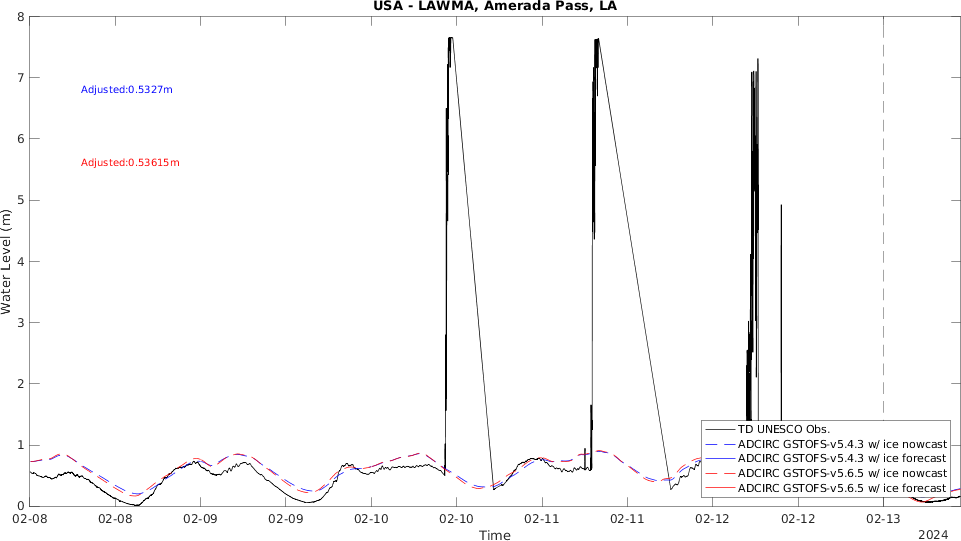 USA - LAWMA, Amerada Pass, LA
8
7
6
5
4
3
2
1
0
Water Level (m)
Adjusted:0.5327m
Adjusted:0.53615m
TD UNESCO Obs.
ADCIRC GSTOFS-v5.4.3 w/ ice nowcast
ADCIRC GSTOFS-v5.4.3 w/ ice forecast
ADCIRC GSTOFS-v5.6.5 w/ ice nowcast
ADCIRC GSTOFS-v5.6.5 w/ ice forecast
02-08 02-08 02-09 02-09 02-10 02-10 02-11 02-11 02-12 02-12 02-13
Time
2024